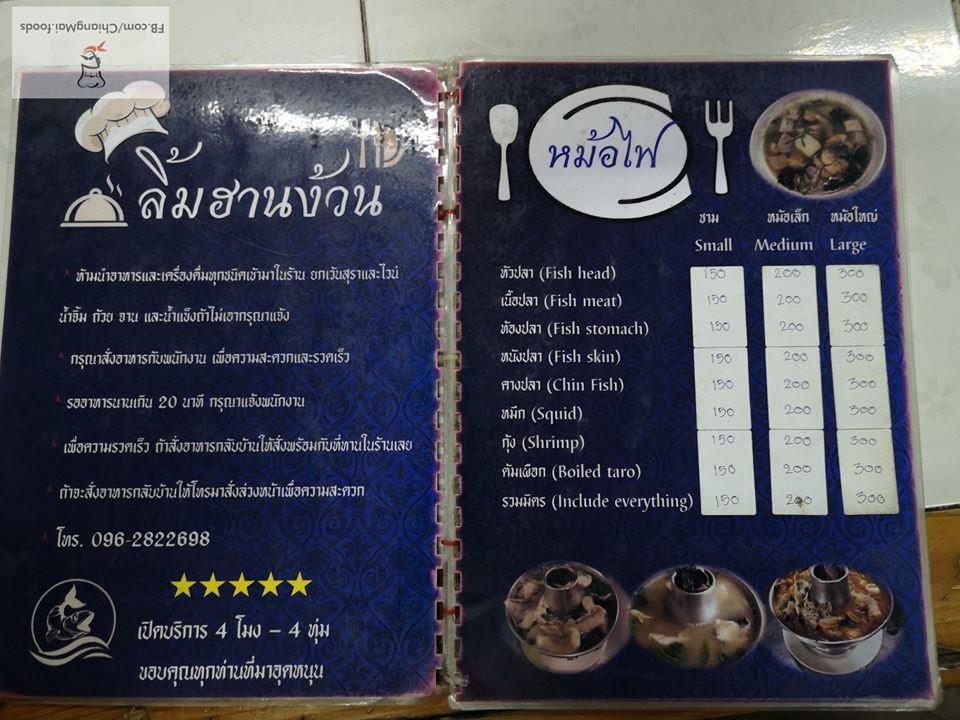 FB.com/ChiangMai.foods
ลิ้มฮานง้วน
* ห้ามนำอาหารและเครื่องดื่มทุกชนิดเข้ามาในร้าน ยกเว้นสุราและไวน์
น้ำจิ้ม ถ้วย จาน และน้ำแข็งถ้าไม่เอากรุณาแจ้ง
* กรุณาสั่งอาหารกับพนักงาน เพื่อความสะดวกและรวดเร็ว
* รออาหารนานเกิน 20 นาที กรุณาแจ้งพนักงาน
* เพื่อความรวดเร็ว ถ้าสั่งอาหารกลับบ้านให้สั่งพร้อมกับที่ทานในร้านเลย
* ถ้าจะสั่งอาหารกลับบ้านให้โทรมาสั่งล่วงหน้าเพื่อความสะดวก
* โทร. 096-2822698
เปิดบริการ 4 โมง – 4 ทุ่ม
ขอบคุณทุกท่านที่มาอุดหนุน
หม้อไฟ
ชาม หม้อเล็ก หม้อใหญ่
Small Medium Large
หัวปลา (Fish head) 150 200 300
เนื้อปลา (Fish meat) 150 200 300
ท้องปลา (Fish stomach) 150 200 300
หนังปลา (Fish skin) 150 200 300
คางปลา (Chin Fish) 150 200 300
หมึก (Squid) 150 200 300
กุ้ง (Shrimp) 150 200 300
ต้มเผือก (Boiled taro) 150 200 300
รวมมิตร (Include everything) 150 200 300